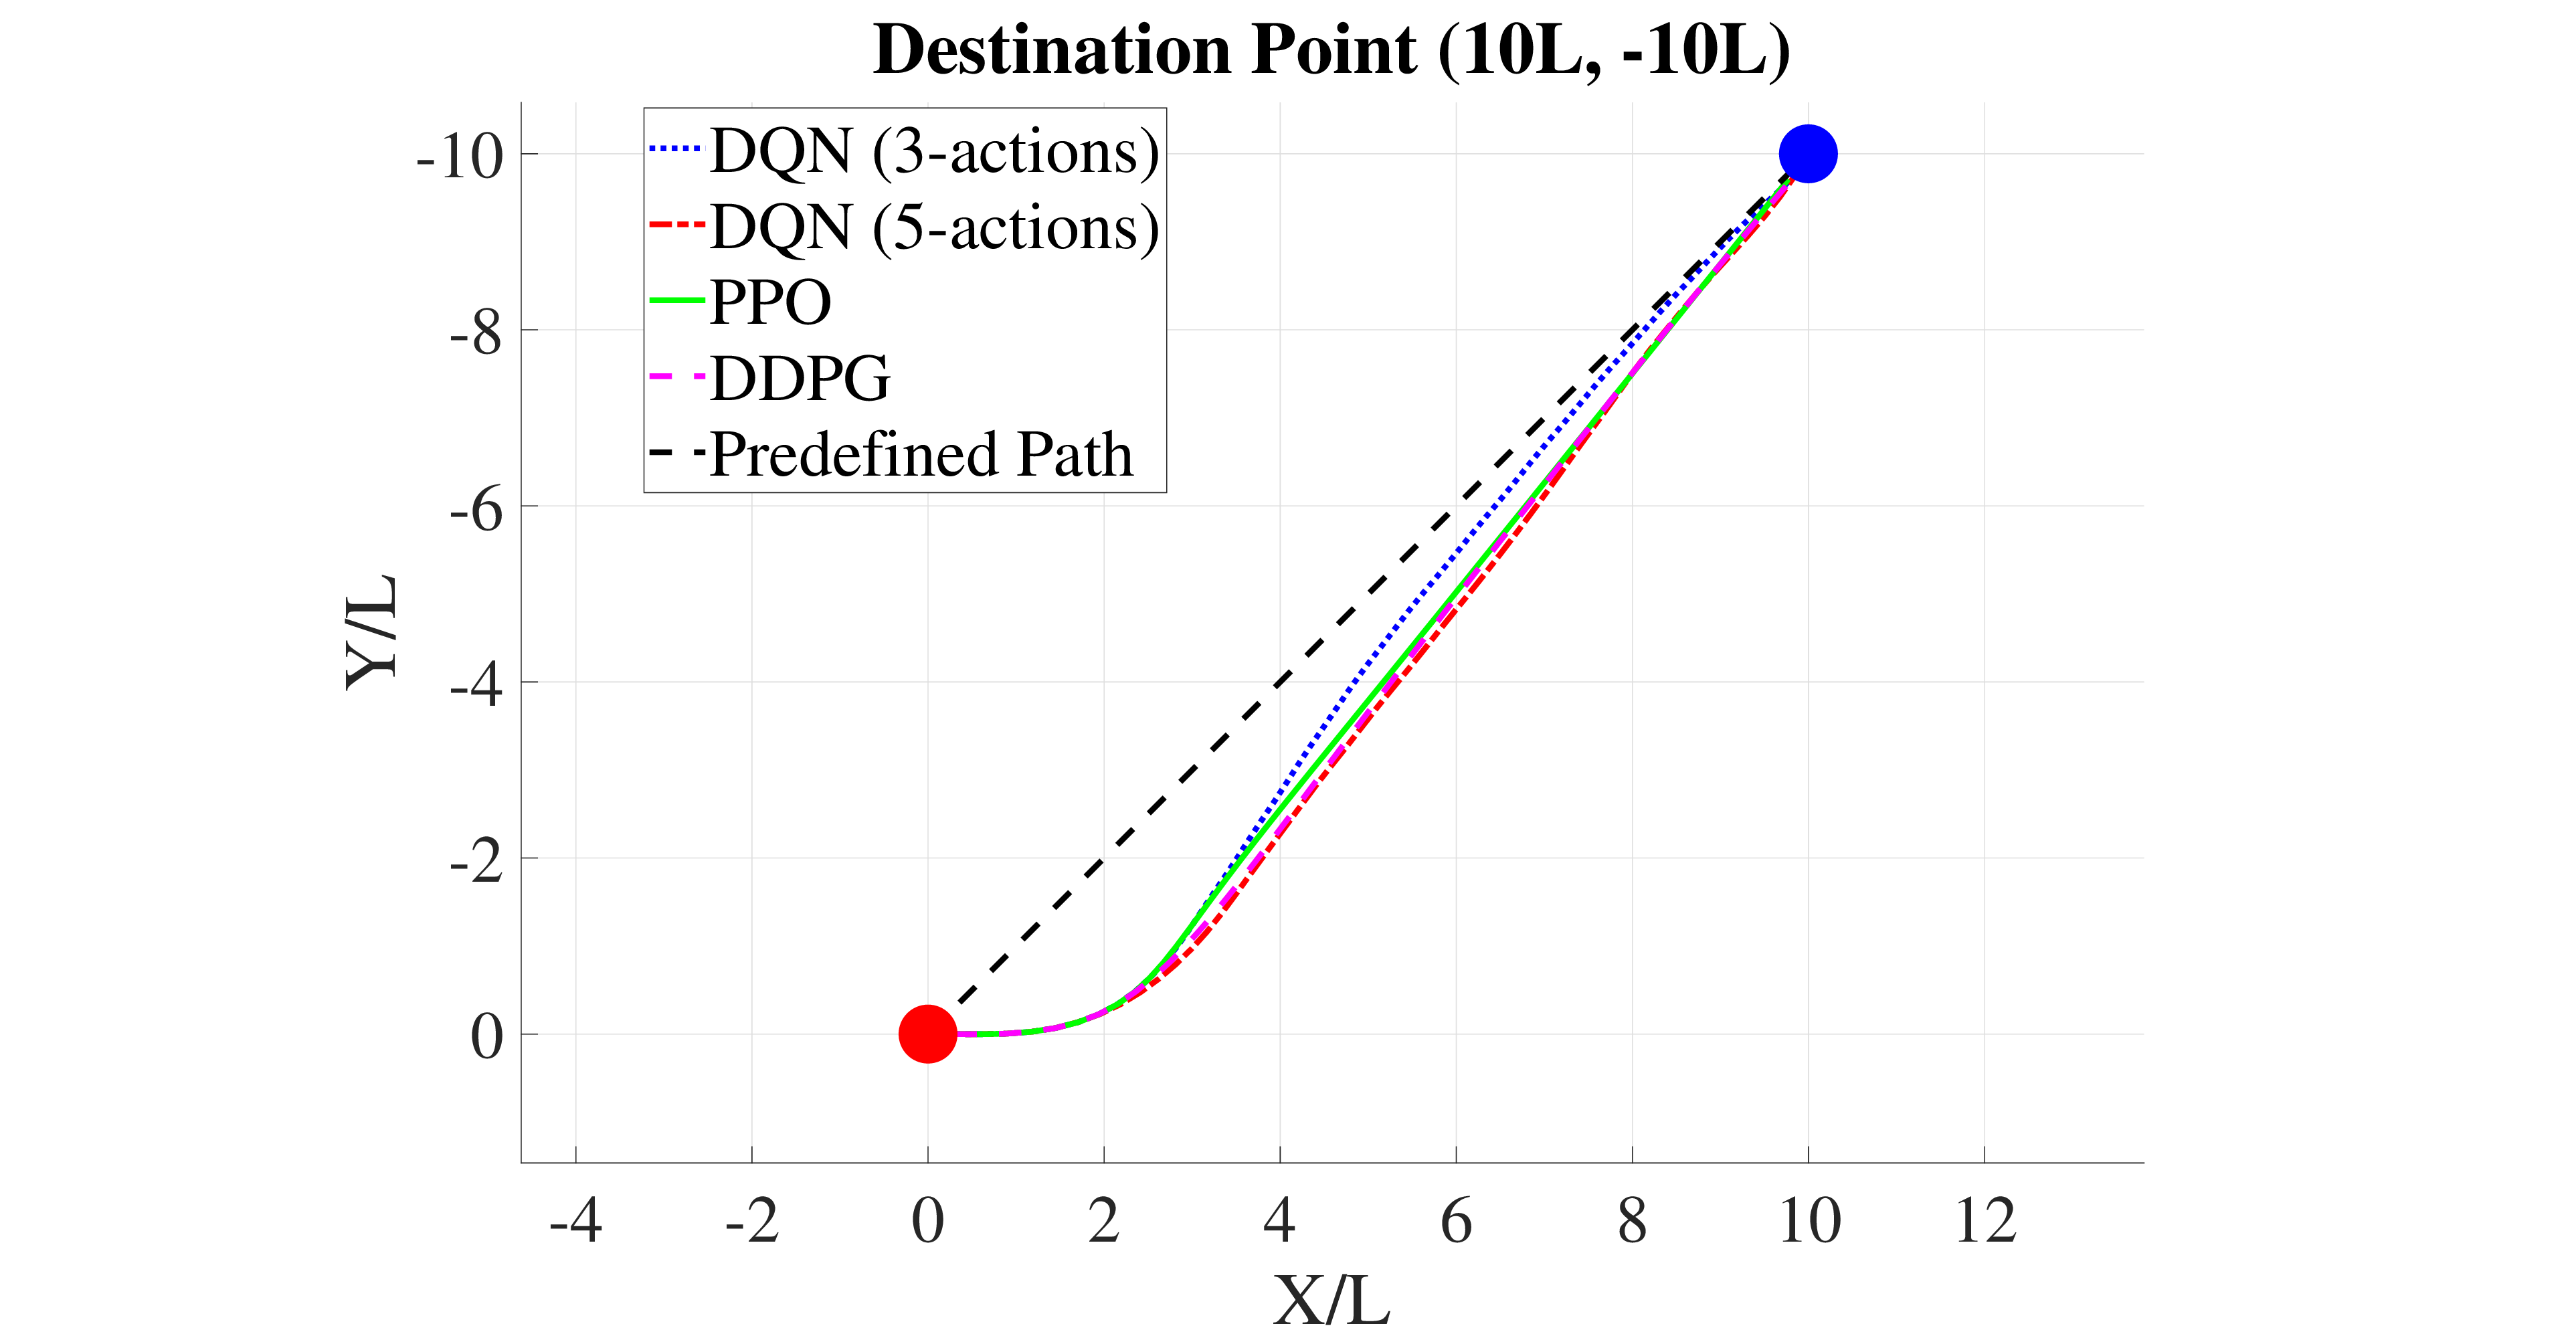 Destination Point (10L, -10L)
DQN (3-actions)
DQN (5-actions)
PPO
DDPG
Predefined Path
-10
-8
-6
-4
-2
0
Y/L
-4 -2 0 2 4 6 8 10 12
X/L